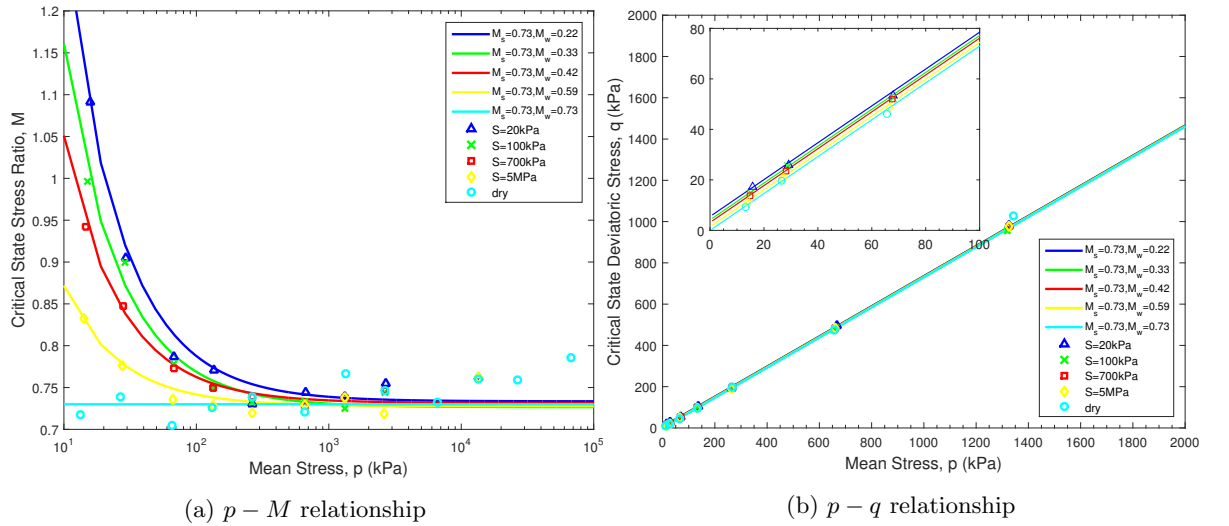 1.2
1.15
1.1
1.05
1
0.95
0.9
0.85
0.8
0.75
0.7
Critical State Stress Ratio, M
10^1 10^2 10^3 10^4 10^5
Mean Stress, p (kPa)
M_s=0.73,M_w=0.22
M_s=0.73,M_w=0.33
M_s=0.73,M_w=0.42
M_s=0.73,M_w=0.59
M_s=0.73,M_w=0.73
S=20kPa
S=100kPa
S=700kPa
S=5MPa
dry
(a) p − M relationship
2000
1800
1600
1400
1200
1000
800
600
400
200
0
Critical State Deviatoric Stress, q (kPa)
0 200 400 600 800 1000 1200 1400 1600 1800 2000
Mean Stress, p (kPa)
80
60
40
20
0
0 20 40 60 80 100
M_s=0.73,M_w=0.22
M_s=0.73,M_w=0.33
M_s=0.73,M_w=0.42
M_s=0.73,M_w=0.59
M_s=0.73,M_w=0.73
S=20kPa
S=100kPa
S=700kPa
S=5MPa
dry
(b) p − q relationship